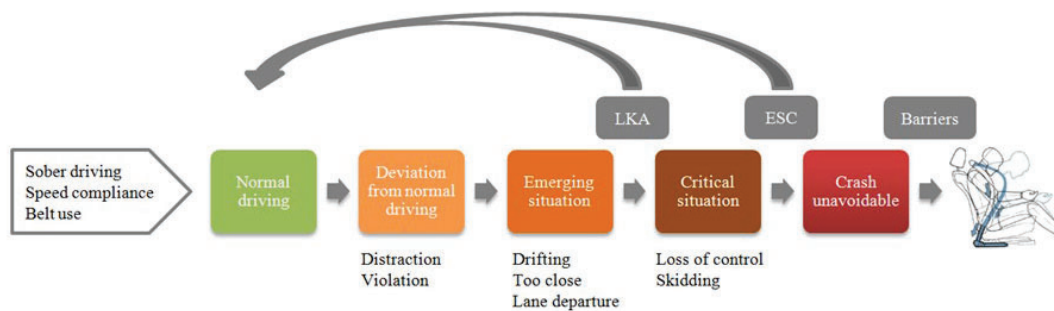 LKA
ESC
Barriers
Sober driving
Speed compliance
Belt use
Normal
driving
Deviation
from normal
driving
Emerging
situation
Critical
situation
Crash
unavoidable
Distraction
Violation
Drifting
Too close
Lane departure
Loss of control
Skidding